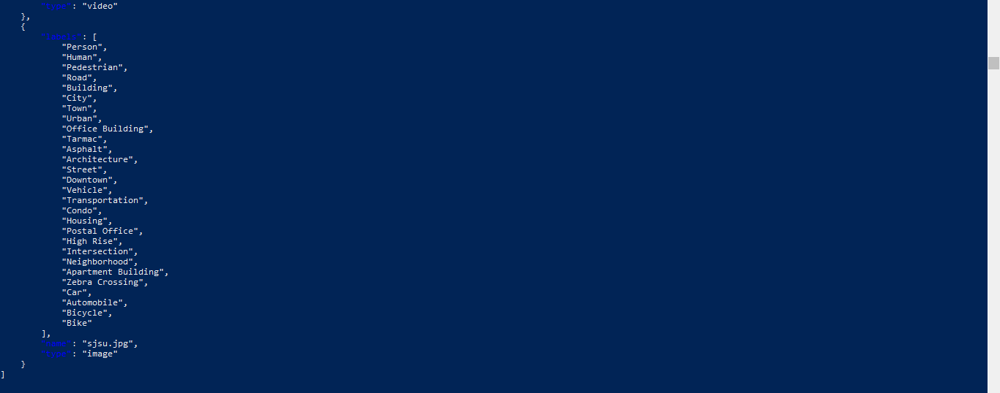 "type": "video"
},
{
"labels": [
"Person",
"Human",
"Pedestrian",
"Road",
"Building",
"City",
"Town",
"Urban",
"Office Building",
"Tarmac",
"Asphalt",
"Architecture",
"Street",
"Downtown",
"Vehicle",
"Transportation",
"Condo",
"Housing",
"Postal Office",
"High Rise",
"Intersection",
"Neighborhood",
"Apartment Building",
"Zebra Crossing",
"Car",
"Automobile",
"Bicycle",
"Bike"
],
"name": "sjsu.jpg",
"type": "image"
}
]